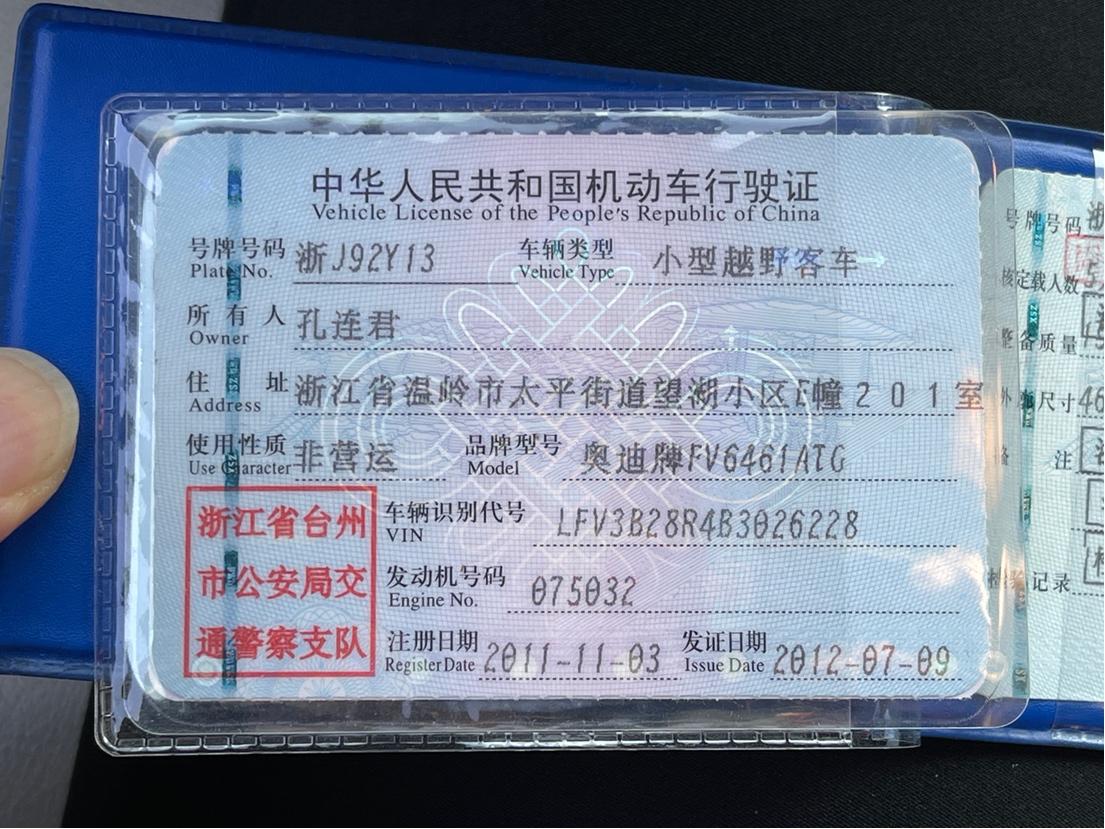 中华人民共和国机动车行驶证
Vehicle License of the People's Republic of China
号牌号码 浙J92Y13 车辆类型 小型越野客车
Plate No. Vehicle Type
所有人 孔连君
Owner
住址 浙江省温岭市太平街道望湖小区E幢201室
Address
使用性质 非营运 品牌型号 奥迪牌FV6461ATG
Use Character Model
车辆识别代号 LFV3B28R4B3026228
VIN
发动机号码 075032
Engine No.
注册日期 2011-11-03 发证日期 2012-07-09
Register Date Issue Date
浙江省台州
市公安局交
通警察支队
号牌号码 浙
核定载人数 5
整备质量
外廓尺寸 46
注
检验记录